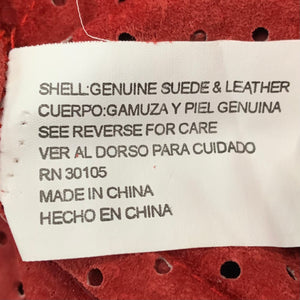 SHELL:GENUINE SUEDE & LEATHER
CUERPO:GAMUZA Y PIEL GENUINA
SEE REVERSE FOR CARE
VER AL DORSO PARA CUIDADO
RN 30105
MADE IN CHINA
HECHO EN CHINA